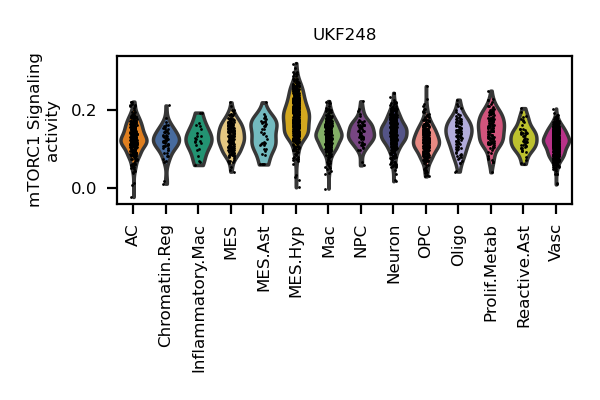 UKF248
mTORC1 Signaling
activity
0.2
0.0
AC
Chromatin.Reg
Inflammatory.Mac
MES
MES.Ast
MES.Hyp
Mac
NPC
Neuron
OPC
Oligo
Prolif.Metab
Reactive.Ast
Vasc